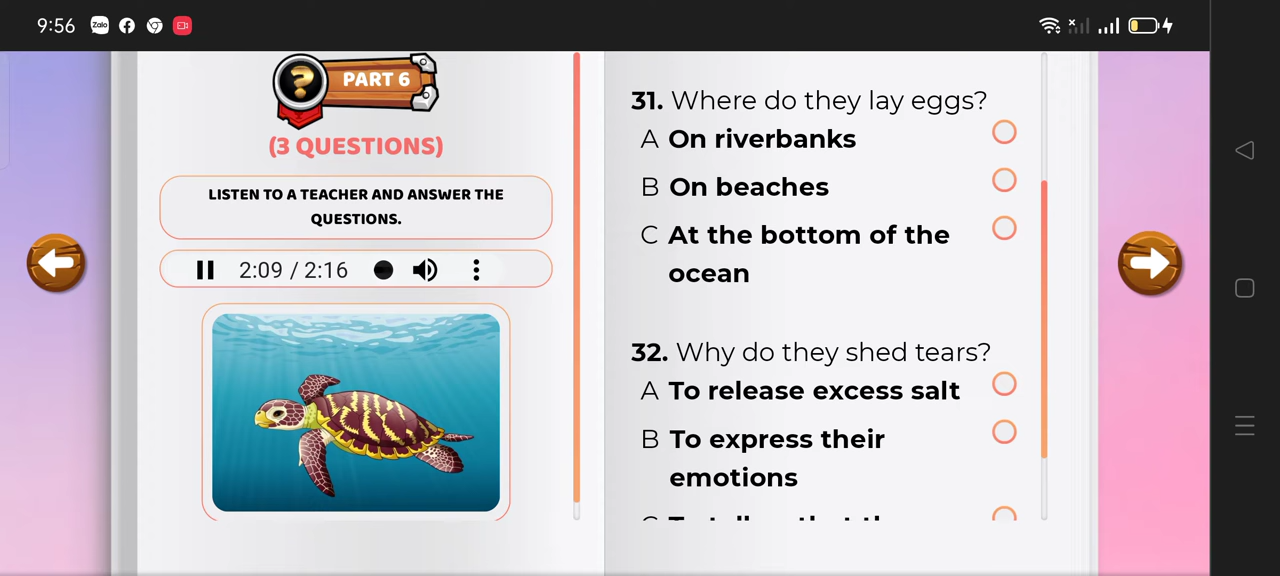 9:56
Zalo
PART 6
(3 QUESTIONS)
LISTEN TO A TEACHER AND ANSWER THE
QUESTIONS.
2:09 / 2:16
31. Where do they lay eggs?
A On riverbanks
B On beaches
C At the bottom of the
ocean
32. Why do they shed tears?
A To release excess salt
B To express their
emotions